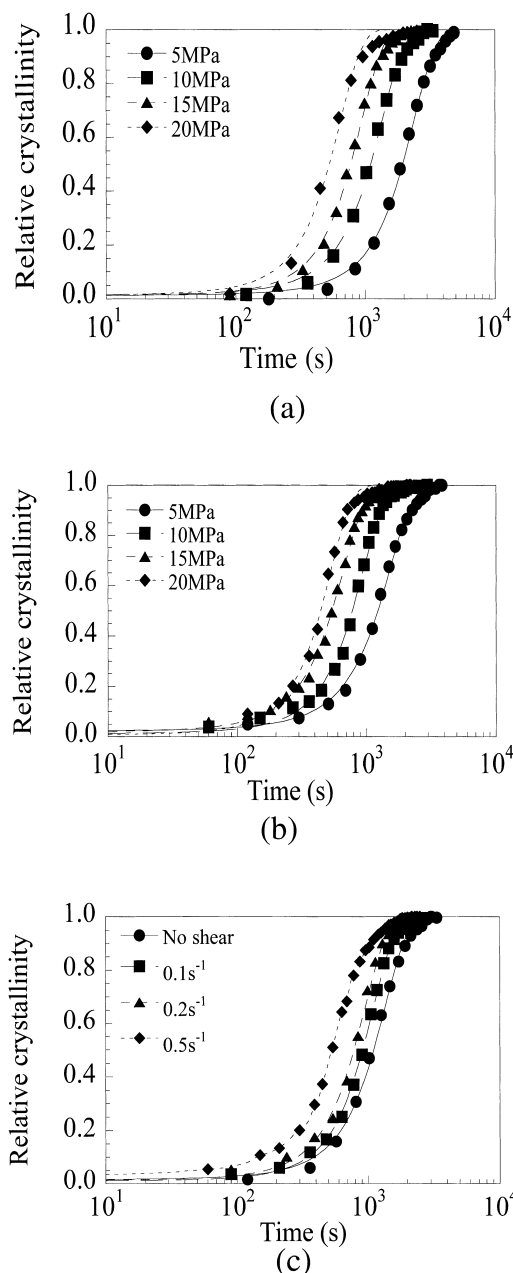 1.0
0.8
0.6
0.4
0.2
0.0
Relative crystallinity
5MPa
10MPa
15MPa
20MPa
10¹ 10² 10³ 10⁴
Time (s)
(a)
1.0
0.8
0.6
0.4
0.2
0.0
Relative crystallinity
5MPa
10MPa
15MPa
20MPa
10¹ 10² 10³ 10⁴
Time (s)
(b)
1.0
0.8
0.6
0.4
0.2
0.0
Relative crystallinity
No shear
0.1s⁻¹
0.2s⁻¹
0.5s⁻¹
10¹ 10² 10³ 10⁴
Time (s)
(c)